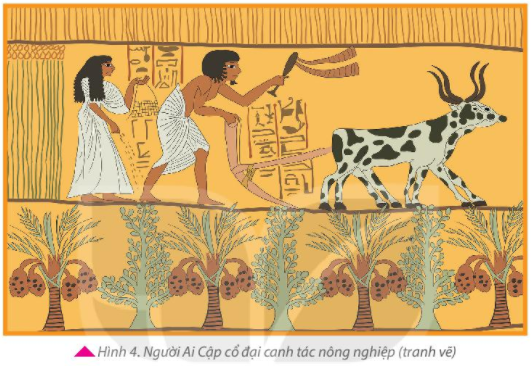 Hình 4. Người Ai Cập cổ đại canh tác nông nghiệp (tranh vẽ)